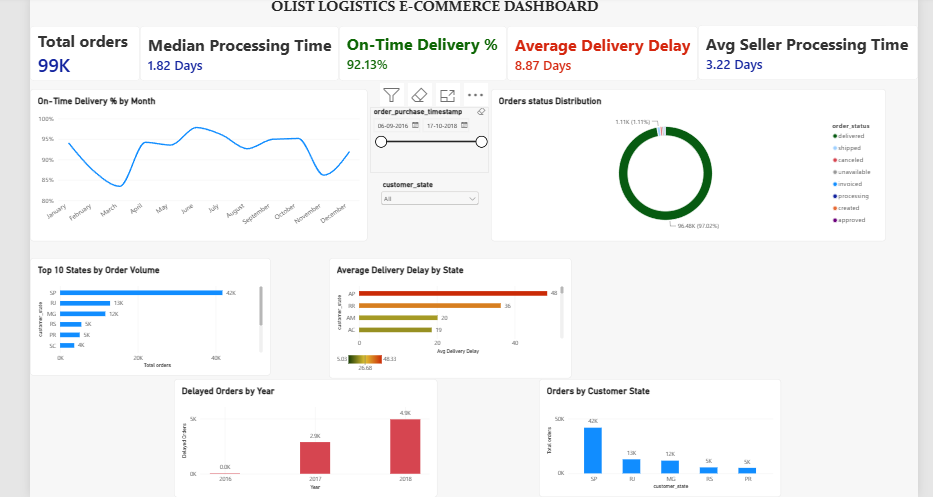 OLIST LOGISTICS E-COMMERCE DASHBOARD
Total orders
99K
Median Processing Time
1.82 Days
On-Time Delivery %
92.13%
Average Delivery Delay
8.87 Days
Avg Seller Processing Time
3.22 Days
On-Time Delivery % by Month
100%
95%
90%
85%
80%
January
February
March
April
May
June
July
August
September
October
November
December
order_purchase_timestamp
06-09-2016
17-10-2018
customer_state
All
Orders status Distribution
1.11K (1.11%)
96.48K (97.02%)
order_status
delivered
shipped
canceled
unavailable
invoiced
processing
created
approved
Top 10 States by Order Volume
customer_state
SP
42K
RJ
13K
MG
12K
RS
5K
PR
5K
SC
4K
0K
20K
40K
Total orders
Average Delivery Delay by State
customer_state
AP
48
RR
36
AM
20
AC
19
0
20
40
Avg Delivery Delay
5.03
48.33
26.68
Delayed Orders by Year
Delayed Orders
5K
0K
0.0K
2.9K
4.9K
2016
2017
2018
Year
Orders by Customer State
Total orders
50K
0K
42K
13K
12K
5K
5K
SP
RJ
MG
RS
PR
customer_state